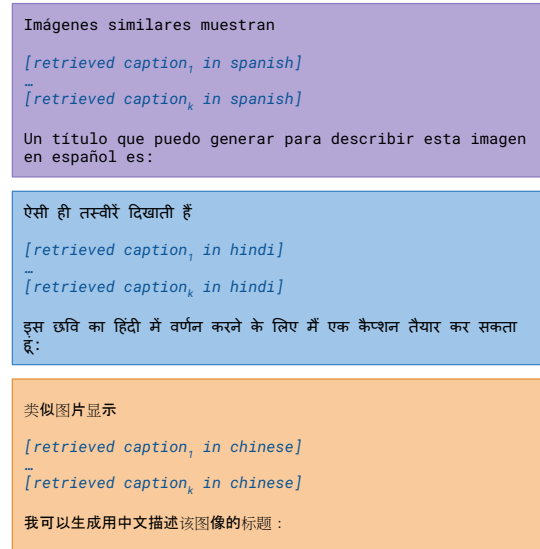 Imágenes similares muestran
[retrieved caption₁ in spanish]
…
[retrieved captionₖ in spanish]
Un título que puedo generar para describir esta imagen
en español es:
ऐसी ही तस्वीरें दिखाती हैं
[retrieved caption₁ in hindi]
…
[retrieved captionₖ in hindi]
इस छवि का हिंदी में वर्णन करने के लिए मैं एक कैप्शन तैयार कर सकता
हूं:
类似图片显示
[retrieved caption₁ in chinese]
…
[retrieved captionₖ in chinese]
我可以生成用中文描述该图像的标题：